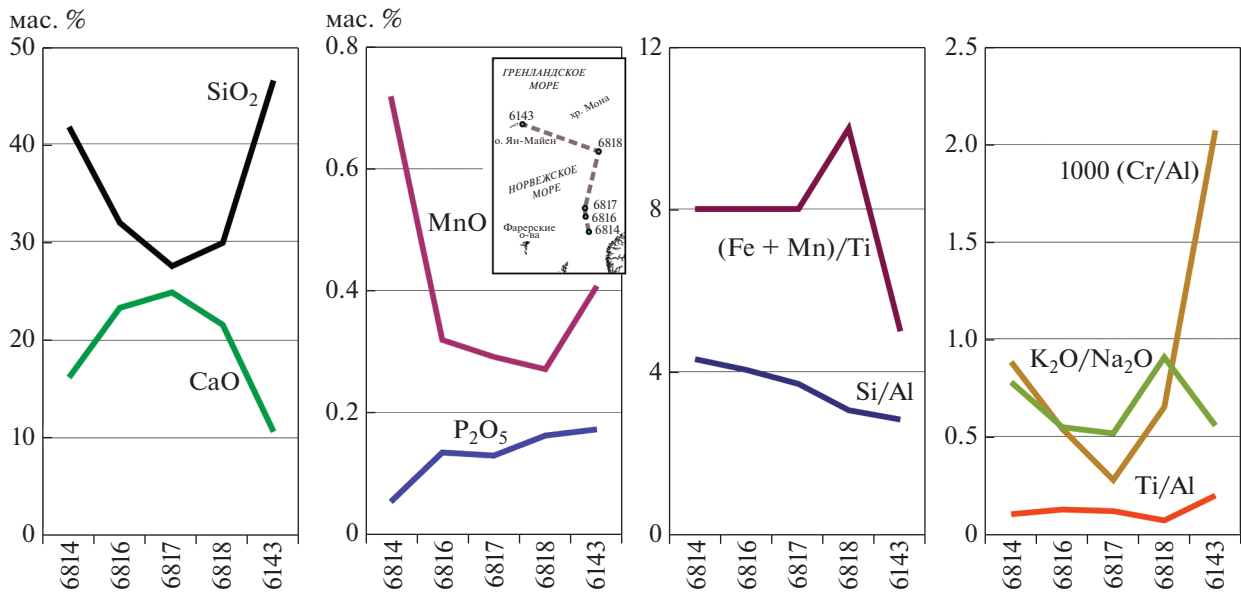 мас. %
50
40
30
20
10
0
SiO₂
CaO
6814
6816
6817
6818
6143
мас. %
0.8
0.6
0.4
0.2
0
MnO
P₂O₅
ГРЕНЛАНДСКОЕ
МОРЕ
хр. Мона
6143
о. Ян-Майен
6818
НОРВЕЖСКОЕ
МОРЕ
6817
6816
6814
Фарерские
о-ва
6814
6816
6817
6818
6143
12
8
4
0
(Fe + Mn)/Ti
Si/Al
6814
6816
6817
6818
6143
2.5
2.0
1.5
1.0
0.5
0
1000 (Cr/Al)
K₂O/Na₂O
Ti/Al
6814
6816
6817
6818
6143